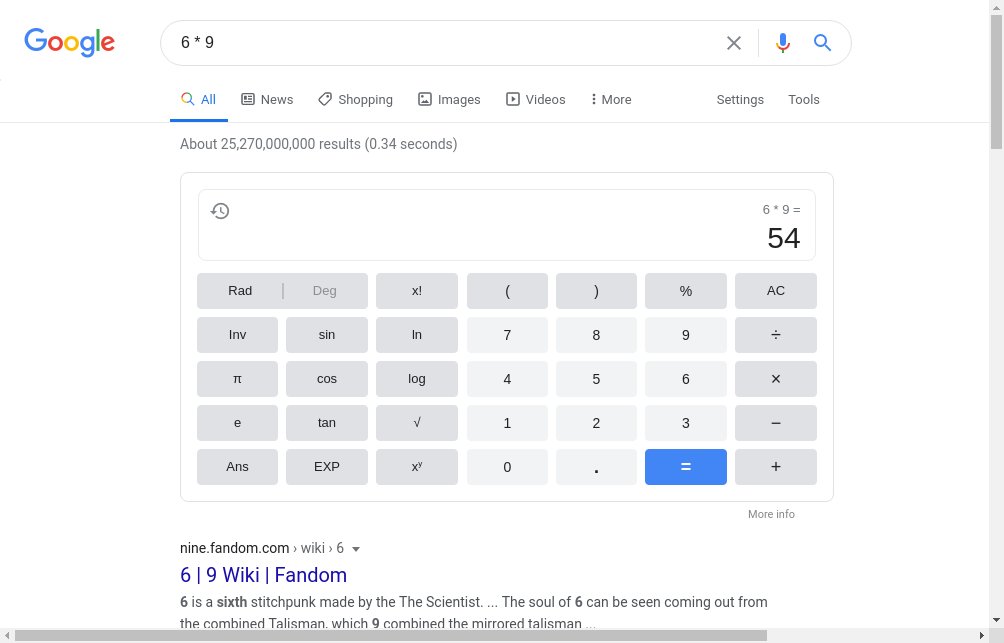 Google
6 * 9
All
News
Shopping
Images
Videos
More
Settings
Tools
About 25,270,000,000 results (0.34 seconds)
6 * 9 =
54
Rad | Deg x! ( ) % AC
Inv sin ln 7 8 9 ÷
π cos log 4 5 6 ×
e tan √ 1 2 3 −
Ans EXP xʸ 0 . = +
More info
nine.fandom.com › wiki › 6
6 | 9 Wiki | Fandom
6 is a sixth stitchpunk made by the The Scientist. ... The soul of 6 can be seen coming out from
the combined Talisman, which 9 combined the mirrored talisman ...